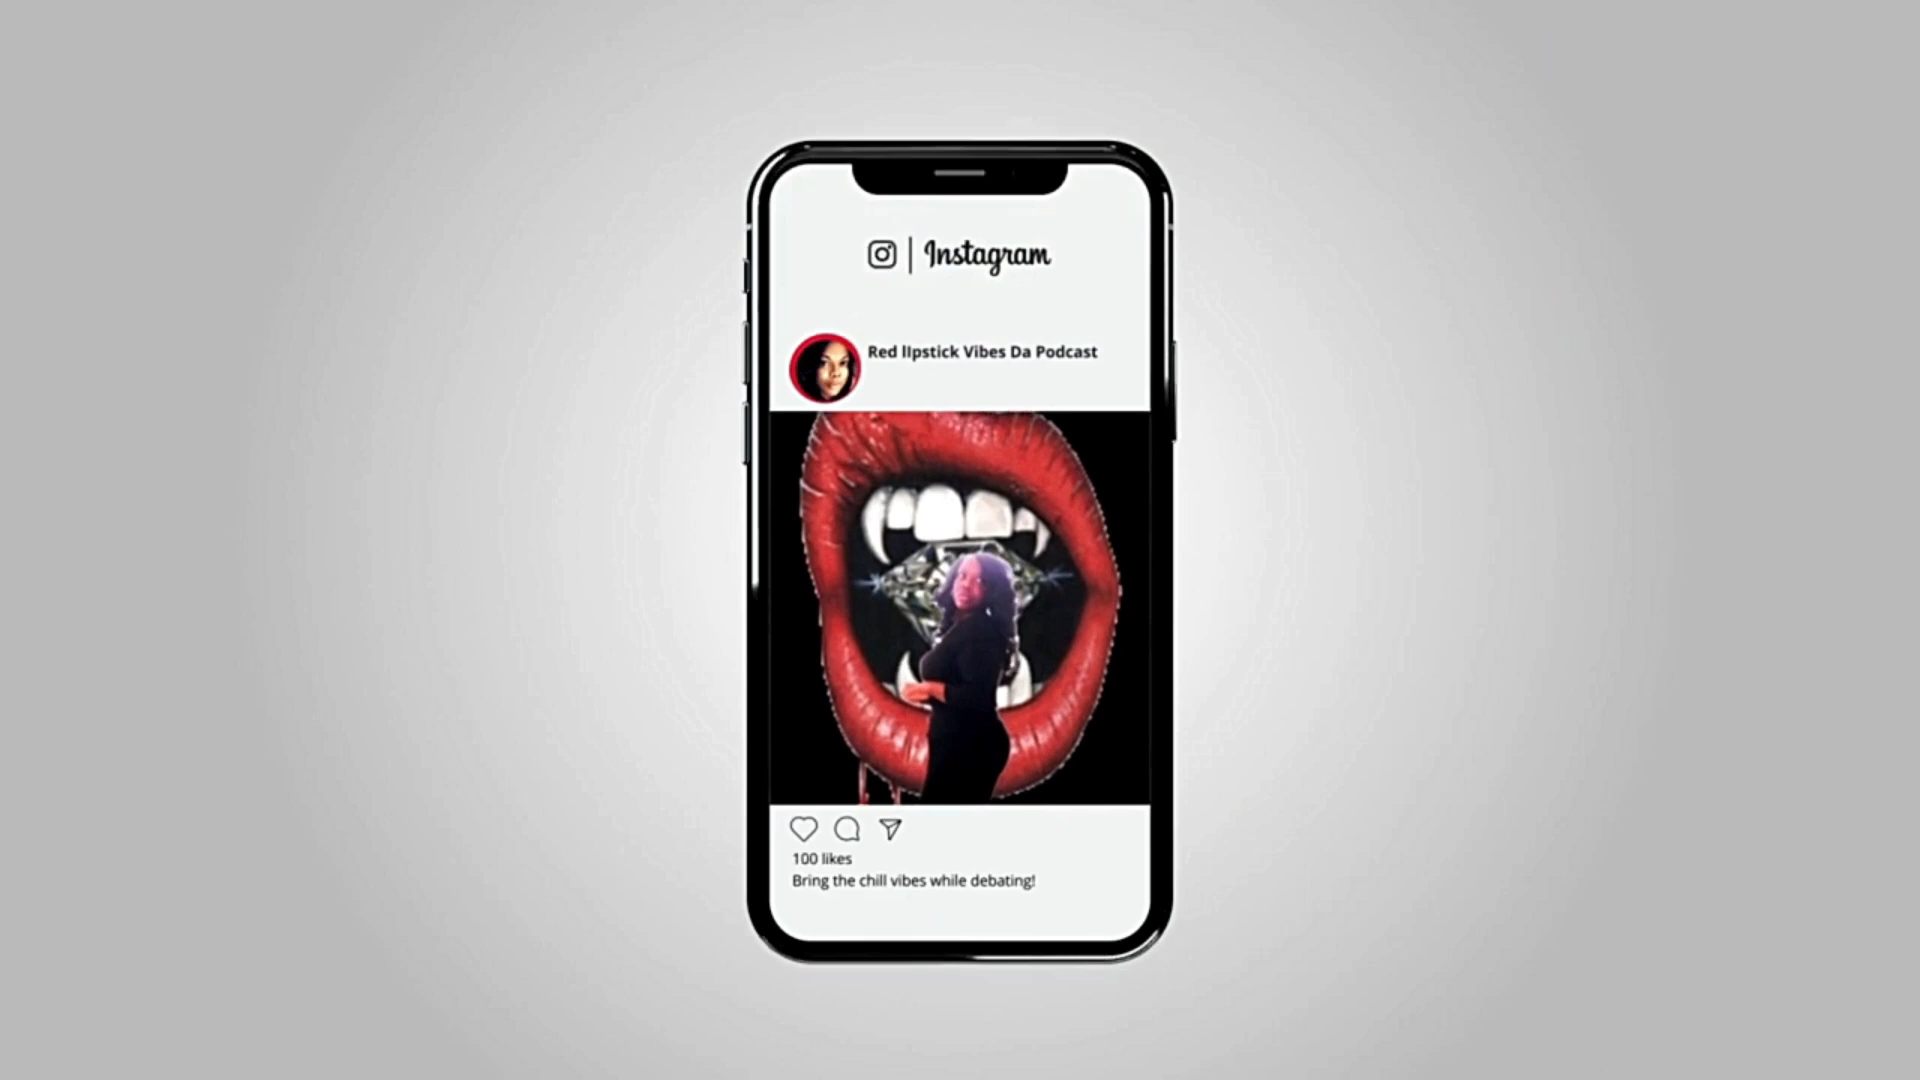 Instagram
Red lIpstick Vibes Da Podcast
100 likes
Bring the chill vibes while debating!